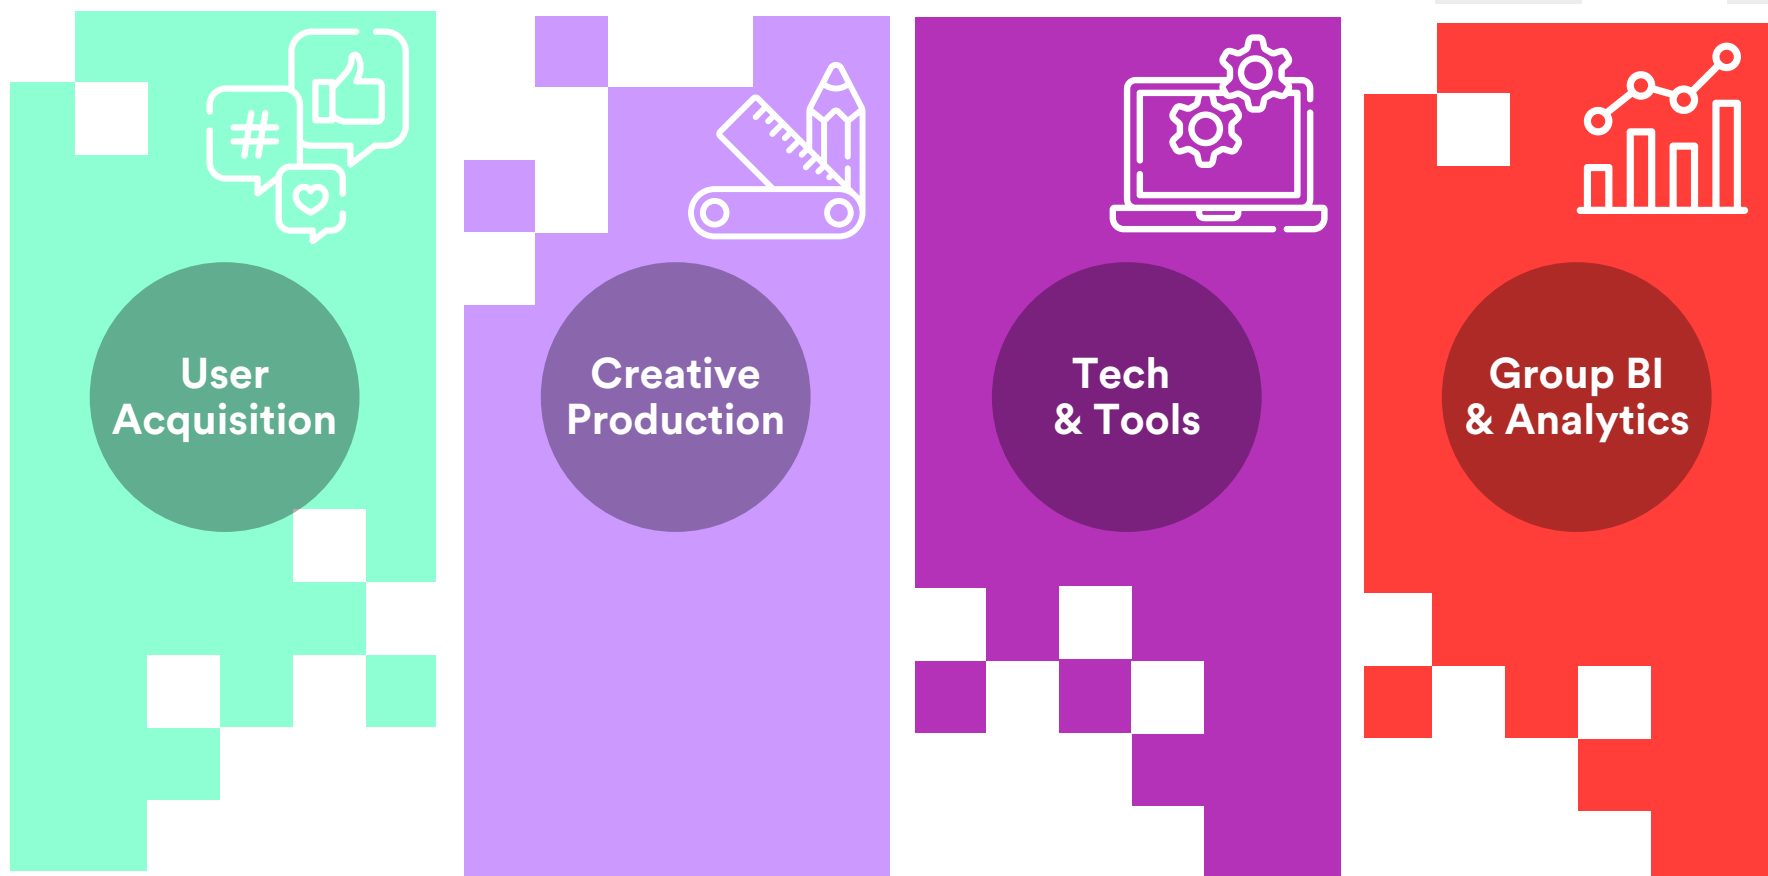 User
Acquisition
Creative
Production
Tech
& Tools
Group BI
& Analytics